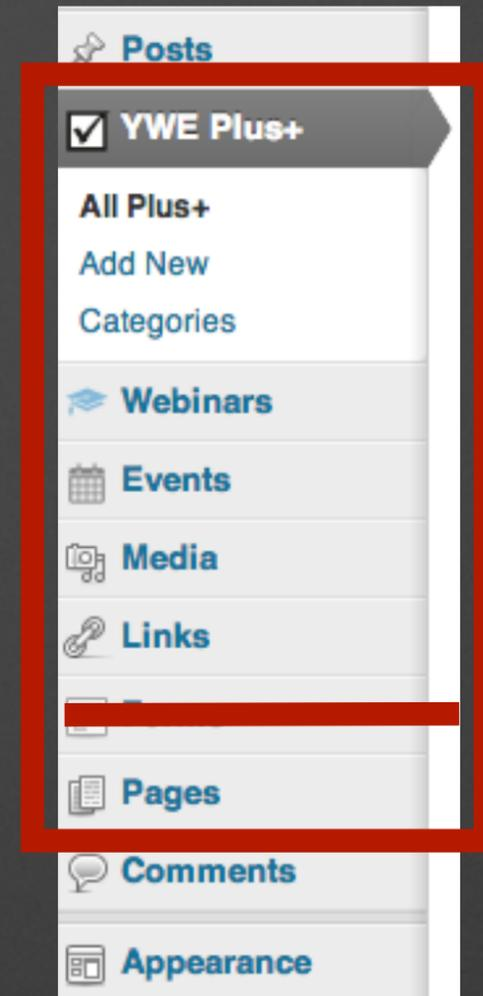 Posts
YWE Plus+
All Plus+
Add New
Categories
Webinars
Events
Media
Links
Pages
Comments
Appearance